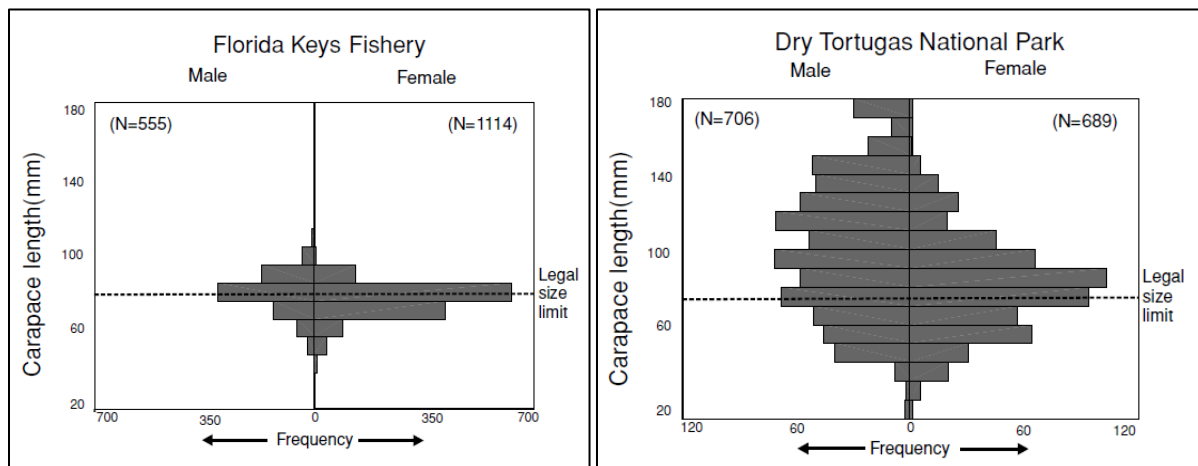 Florida Keys Fishery
Male Female
180
(N=555) (N=1114)
140
Carapace length(mm)
100
Legal
size
limit
60
20
700 350 0 350 700
Frequency
Dry Tortugas National Park
Male Female
180
(N=706) (N=689)
140
Carapace length(mm)
100
Legal
size
limit
60
20
120 60 0 60 120
Frequency